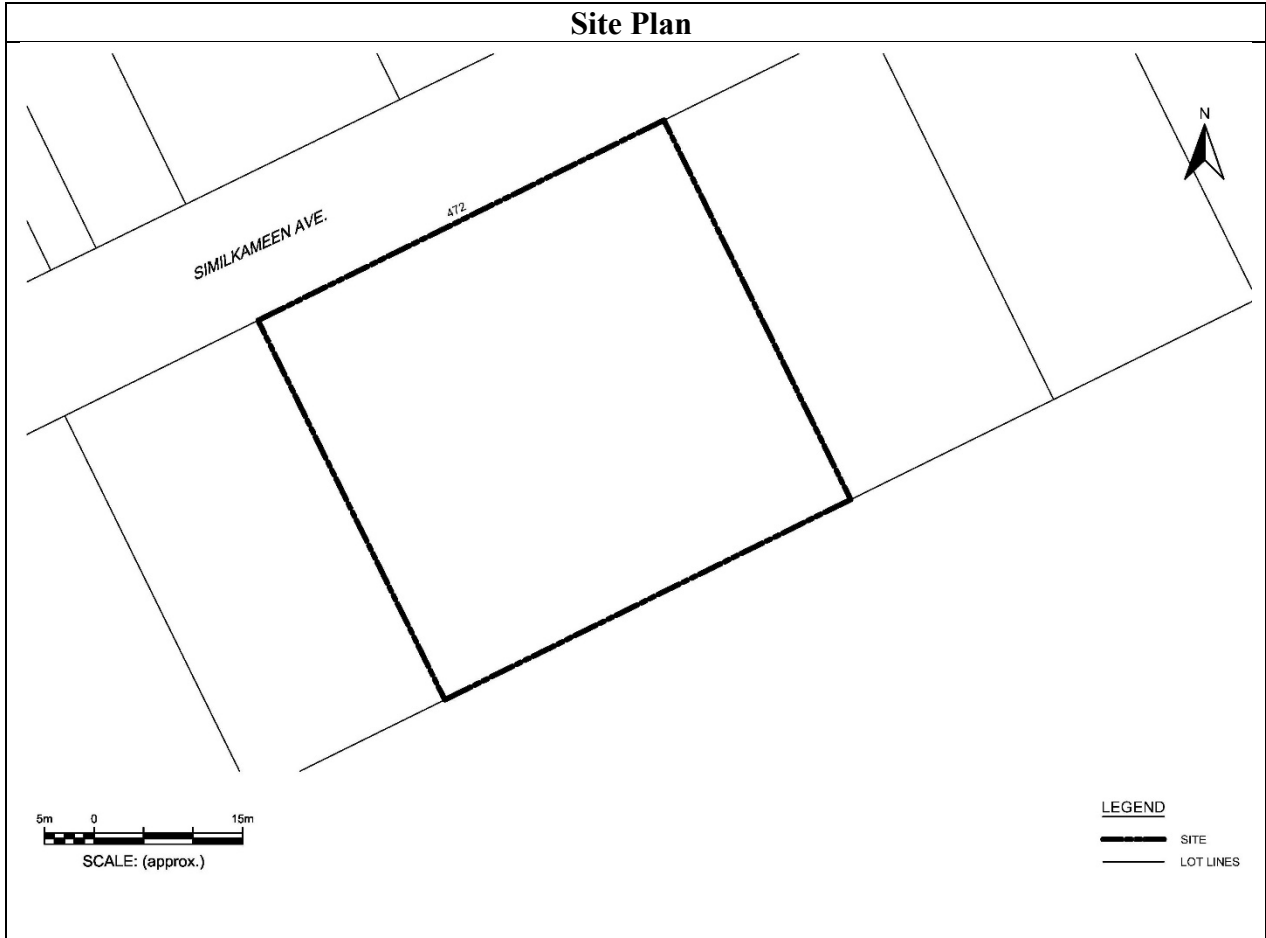 Site Plan
N
472
SIMILKAMEEN AVE.
5m 0 15m
SCALE: (approx.)
LEGEND
SITE
LOT LINES